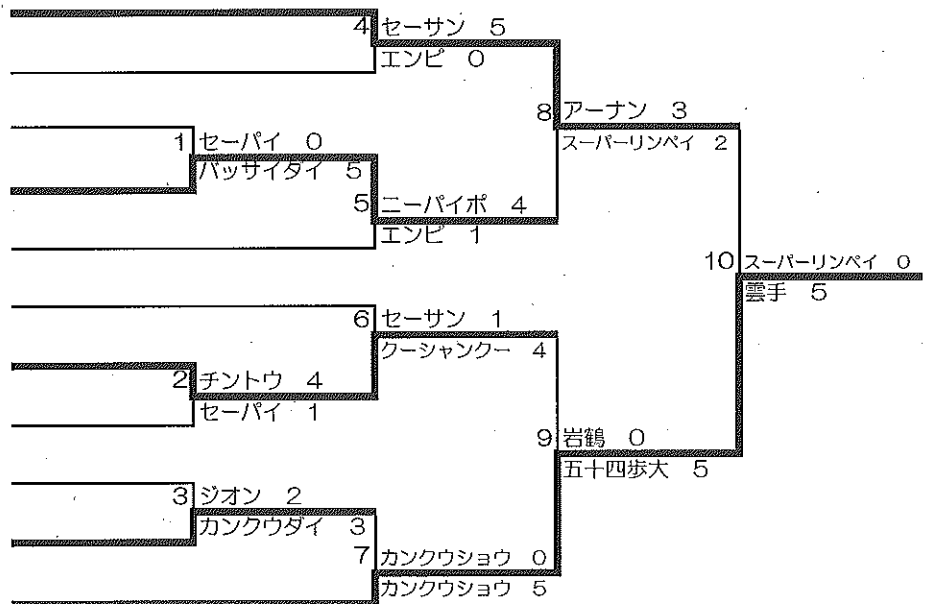 4 セーサン 5
エンピ 0
8 アーナン 3
スーパーリンペイ 2
1 セーパイ 0
バッサイダイ 5
5 ニーパイポ 4
エンピ 1
10 スーパーリンペイ 0
雲手 5
6 セーサン 1
クーシャンクー 4
2 チントウ 4
セーパイ 1
9 岩鶴 0
五十四歩大 5
3 ジオン 2
カンクウダイ 3
7 カンクウショウ 0
カンクウショウ 5